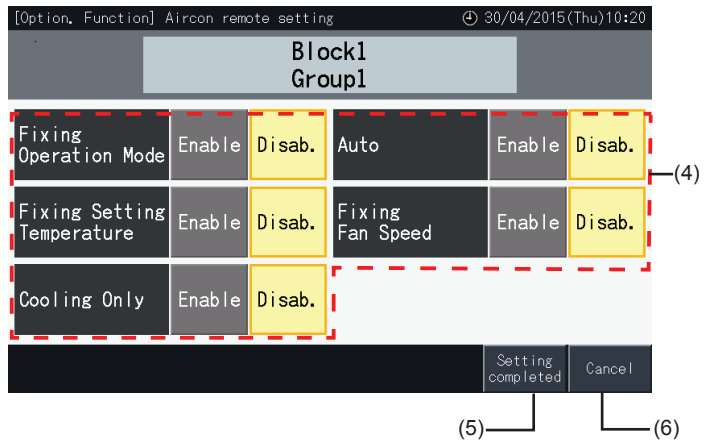 [Option. Function] Aircon remote setting 30/04/2015(Thu)10:20
Block1
Group1
Fixing
Operation Mode Enable Disab. Auto Enable Disab.
(4)
Fixing Setting
Temperature Enable Disab. Fixing
Fan Speed Enable Disab.
Cooling Only Enable Disab.
Setting
completed Cancel
(5) (6)